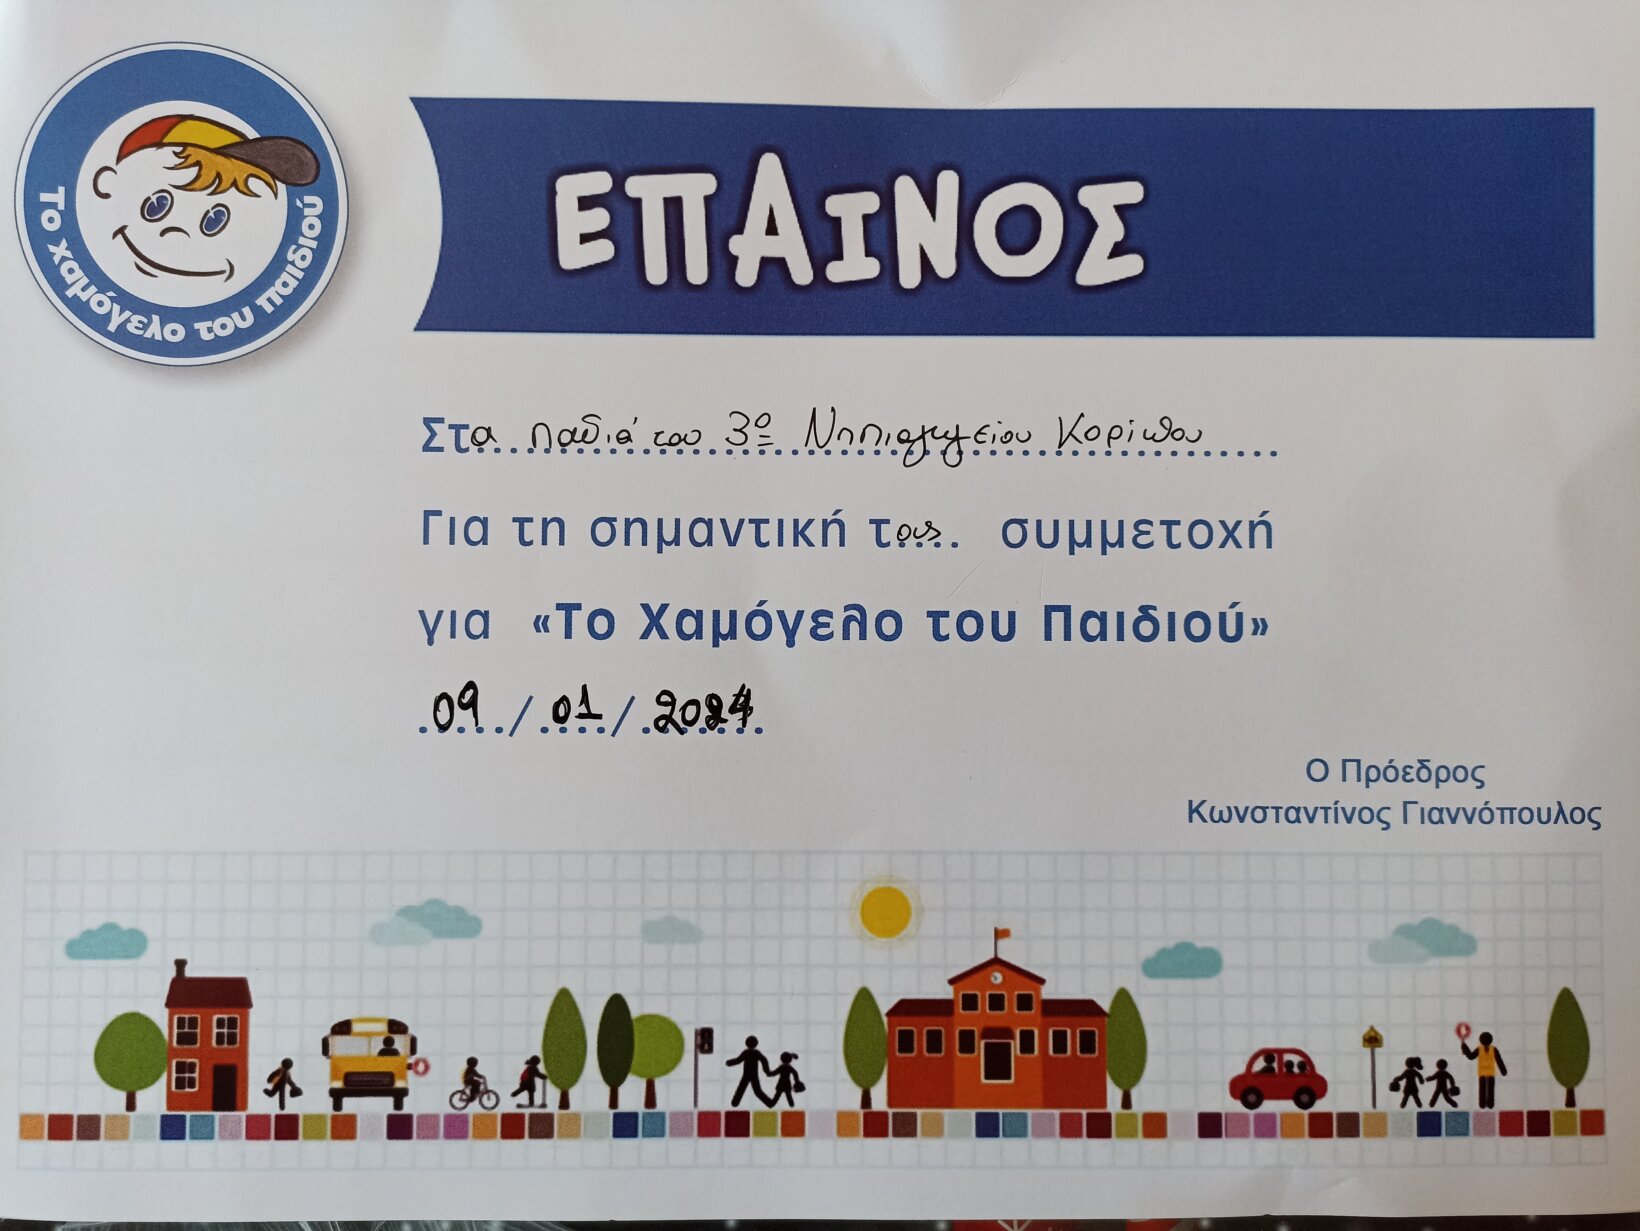 Το χαμόγελο του παιδιού
ΕΠΑΙΝΟΣ
Στα παιδιά του 3º Νηπιαγωγείου Κορίνθου
Για τη σημαντική τους συμμετοχή
για «Το Χαμόγελο του Παιδιού»
09/01/2024
Ο Πρόεδρος
Κωνσταντίνος Γιαννόπουλος